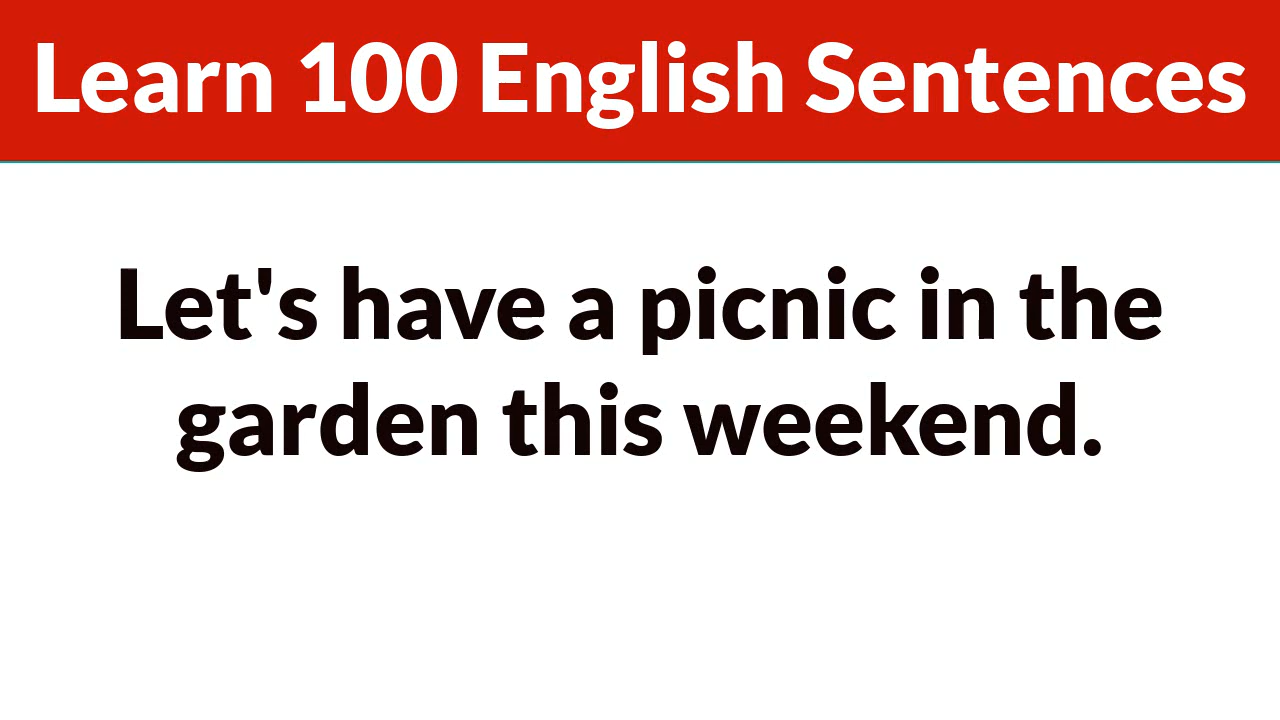 Learn 100 English Sentences
Let's have a picnic in the
garden this weekend.